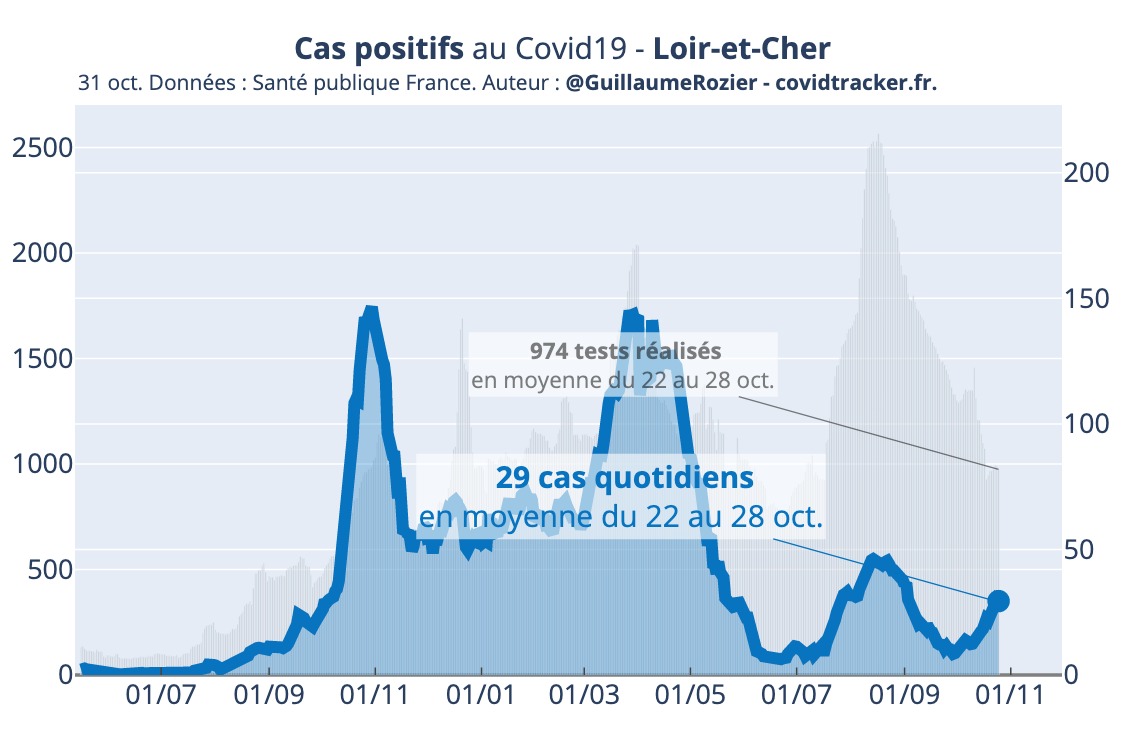 Cas positifs au Covid19 - Loir-et-Cher
31 oct. Données : Santé publique France. Auteur : @GuillaumeRozier - covidtracker.fr.
2500
2000
1500
1000
500
0
200
150
100
50
0
974 tests réalisés
en moyenne du 22 au 28 oct.
29 cas quotidiens
en moyenne du 22 au 28 oct.
01/07 01/09 01/11 01/01 01/03 01/05 01/07 01/09 01/11